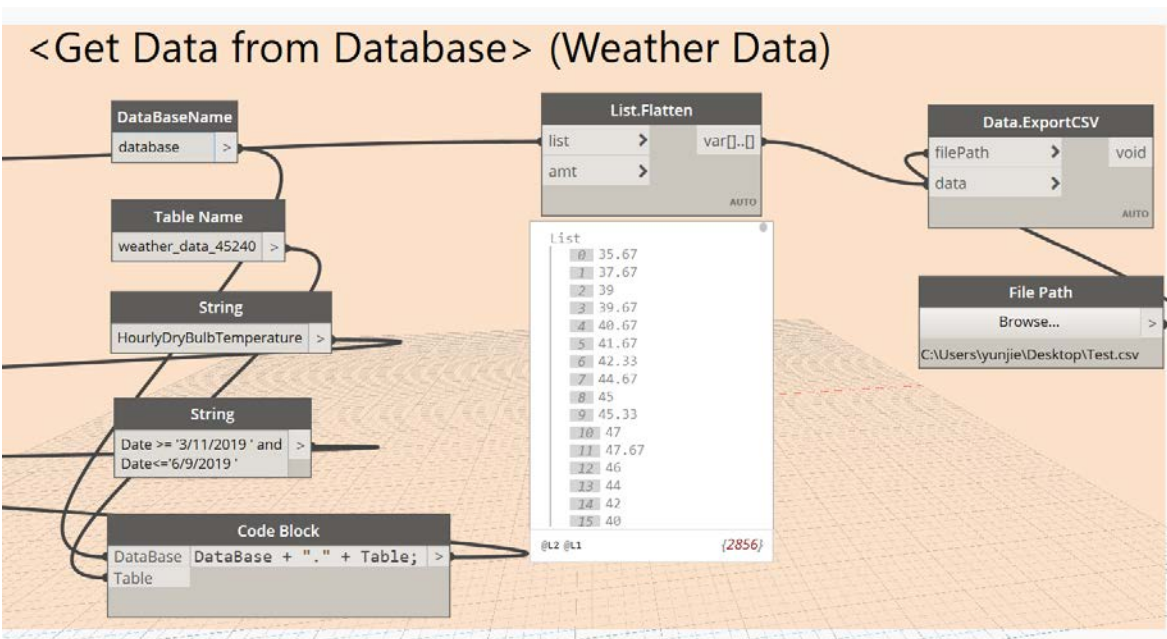 <Get Data from Database> (Weather Data)
DataBaseName
database >
Table Name
weather_data_45240 >
String
HourlyDryBulbTemperature >
String
Date >= '3/11/2019 ' and >
Date<='6/9/2019 '
Code Block
DataBase DataBase + "." + Table; >
Table
List.Flatten
list > var[]..[]
amt >
AUTO
List
0 35.67
1 37.67
2 39
3 39.67
4 40.67
5 41.67
6 42.33
7 44.67
8 45
9 45.33
10 47
11 47.67
12 46
13 44
14 42
15 40
@L2 @L1 {2856}
Data.ExportCSV
filePath > void
data >
AUTO
File Path
Browse... >
C:\Users\yunjie\Desktop\Test.csv